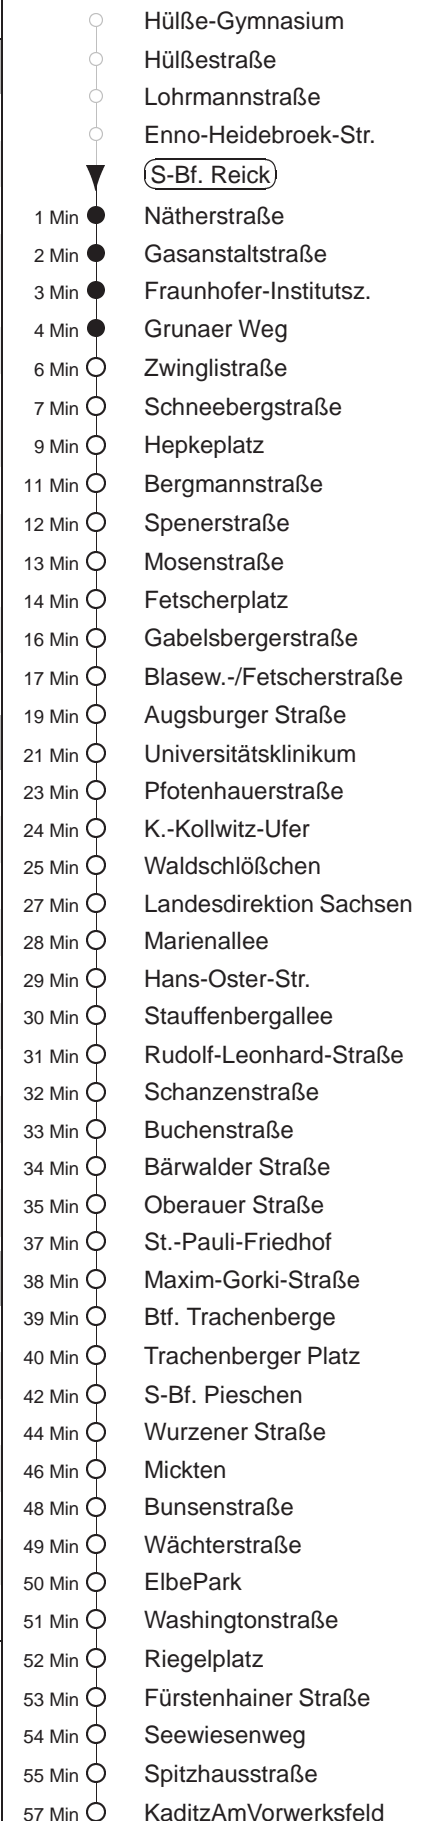 Hülße-Gymnasium
Hülßestraße
Lohrmannstraße
Enno-Heidebroek-Str.
S-Bf. Reick
1 Min Nätherstraße
2 Min Gasanstaltstraße
3 Min Fraunhofer-Institutsz.
4 Min Grunaer Weg
6 Min Zwinglistraße
7 Min Schneebergstraße
9 Min Hepkeplatz
11 Min Bergmannstraße
12 Min Spenerstraße
13 Min Mosenstraße
14 Min Fetscherplatz
16 Min Gabelsbergerstraße
17 Min Blasew.-/Fetscherstraße
19 Min Augsburger Straße
21 Min Universitätsklinikum
23 Min Pfotenhauerstraße
24 Min K.-Kollwitz-Ufer
25 Min Waldschlößchen
27 Min Landesdirektion Sachsen
28 Min Marienallee
29 Min Hans-Oster-Str.
30 Min Stauffenbergallee
31 Min Rudolf-Leonhard-Straße
32 Min Schanzenstraße
33 Min Buchenstraße
34 Min Bärwalder Straße
35 Min Oberauer Straße
37 Min St.-Pauli-Friedhof
38 Min Maxim-Gorki-Straße
39 Min Btf. Trachenberge
40 Min Trachenberger Platz
42 Min S-Bf. Pieschen
44 Min Wurzener Straße
46 Min Mickten
48 Min Bunsenstraße
49 Min Wächterstraße
50 Min ElbePark
51 Min Washingtonstraße
52 Min Riegelplatz
53 Min Fürstenhainer Straße
54 Min Seewiesenweg
55 Min Spitzhausstraße
57 Min KaditzAmVorwerksfeld